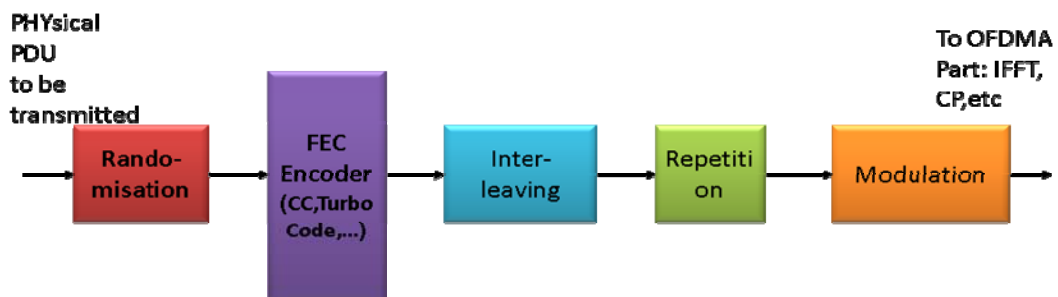 PHYsical
PDU
to be
transmitted
To OFDMA
Part: IFFT,
CP,etc
Rando-
misation
FEC
Encoder
(CC,Turbo
Code,...)
Inter-
leaving
Repetiti
on
Modulation